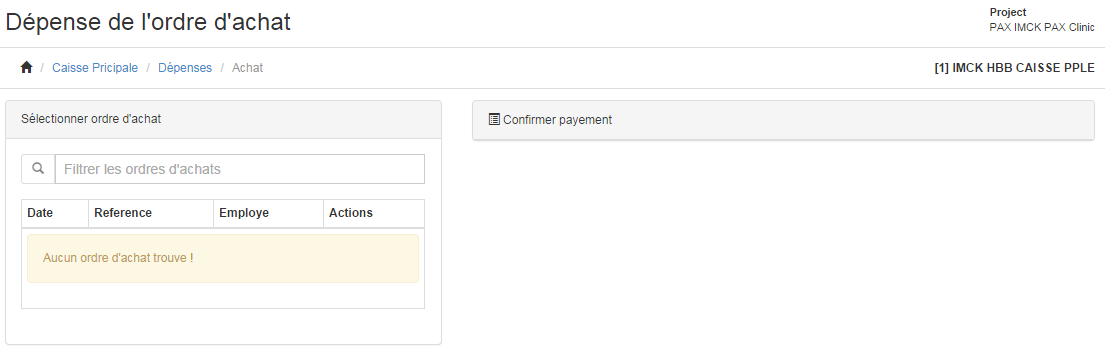 Dépense de l'ordre d'achat
Project
PAX IMCK PAX Clinic
/ Caisse Pricipale / Dépenses / Achat
[1] IMCK HBB CAISSE PPLE
Sélectionner ordre d'achat
Confirmer payement
Filtrer les ordres d'achats
Date Reference Employe Actions
Aucun ordre d'achat trouve !